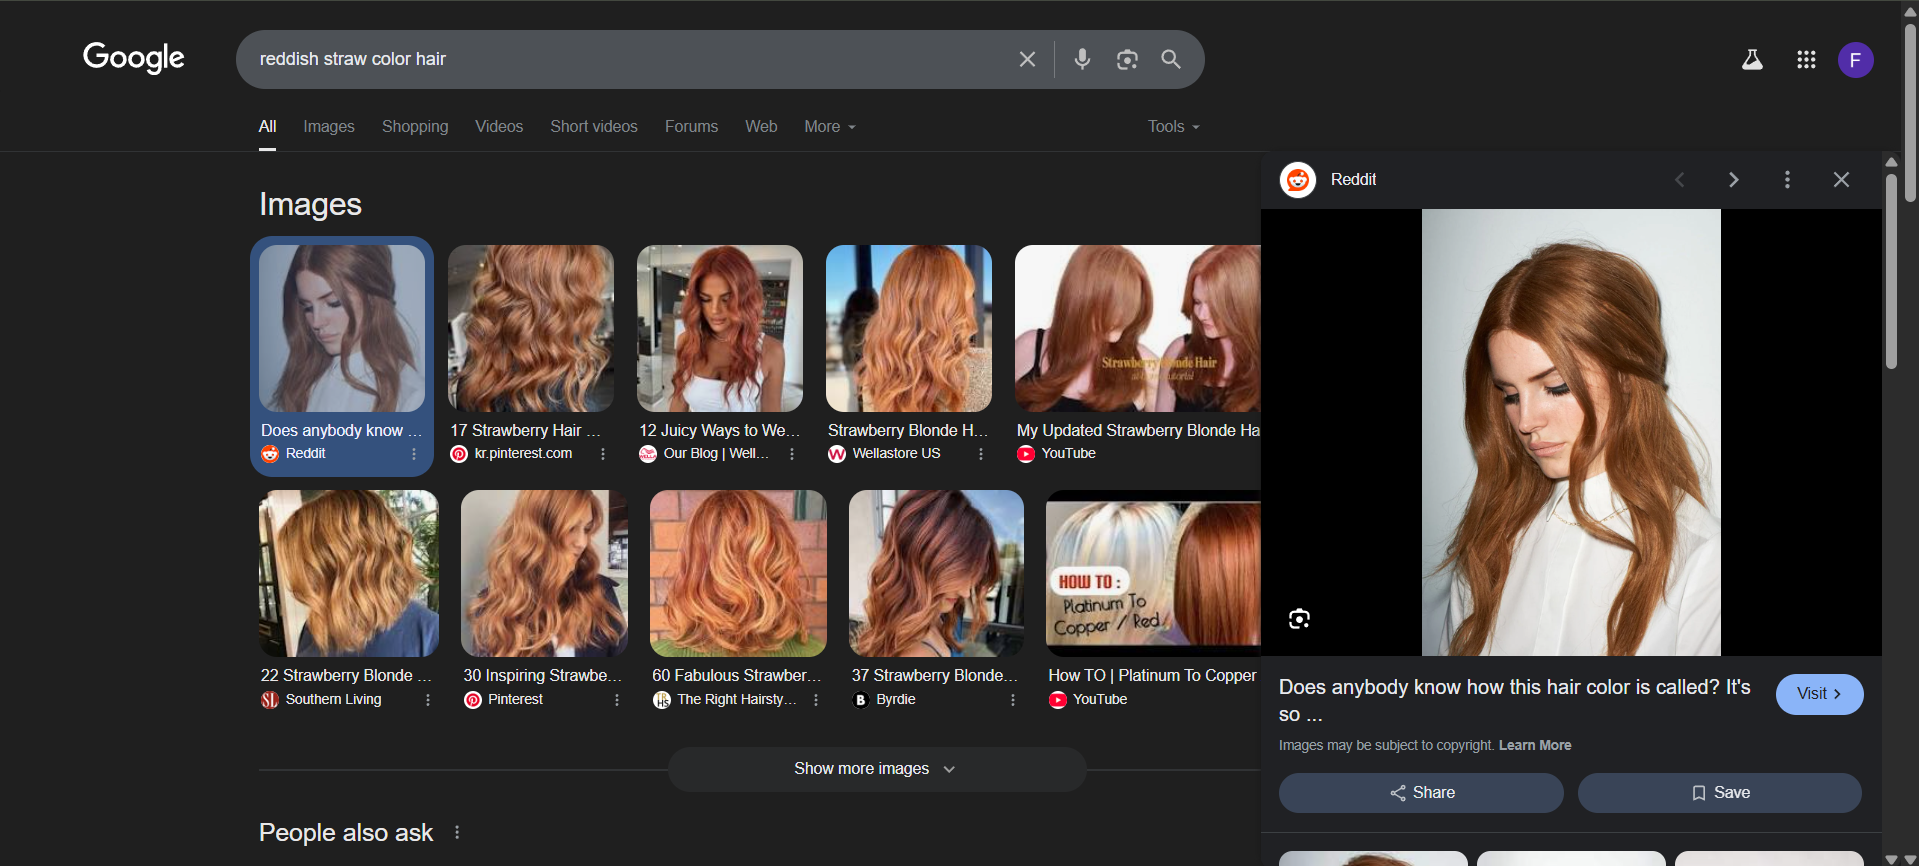 Google
reddish straw color hair
F
All
Images
Shopping
Videos
Short videos
Forums
Web
More
Tools
Images
Does anybody know ...
Reddit
17 Strawberry Hair ...
kr.pinterest.com
12 Juicy Ways to We...
Our Blog | Well...
Strawberry Blonde H...
Wellastore US
Strawberry Blonde Hair
My Updated Strawberry Blonde Ha
YouTube
22 Strawberry Blonde ...
Southern Living
30 Inspiring Strawbe...
Pinterest
60 Fabulous Strawber...
The Right Hairsty...
37 Strawberry Blonde...
Byrdie
HOW TO :
Platinum To
Copper / Red
How TO | Platinum To Copper
YouTube
Show more images
People also ask
Reddit
Does anybody know how this hair color is called? It's
so ...
Visit
Images may be subject to copyright. Learn More
Share
Save